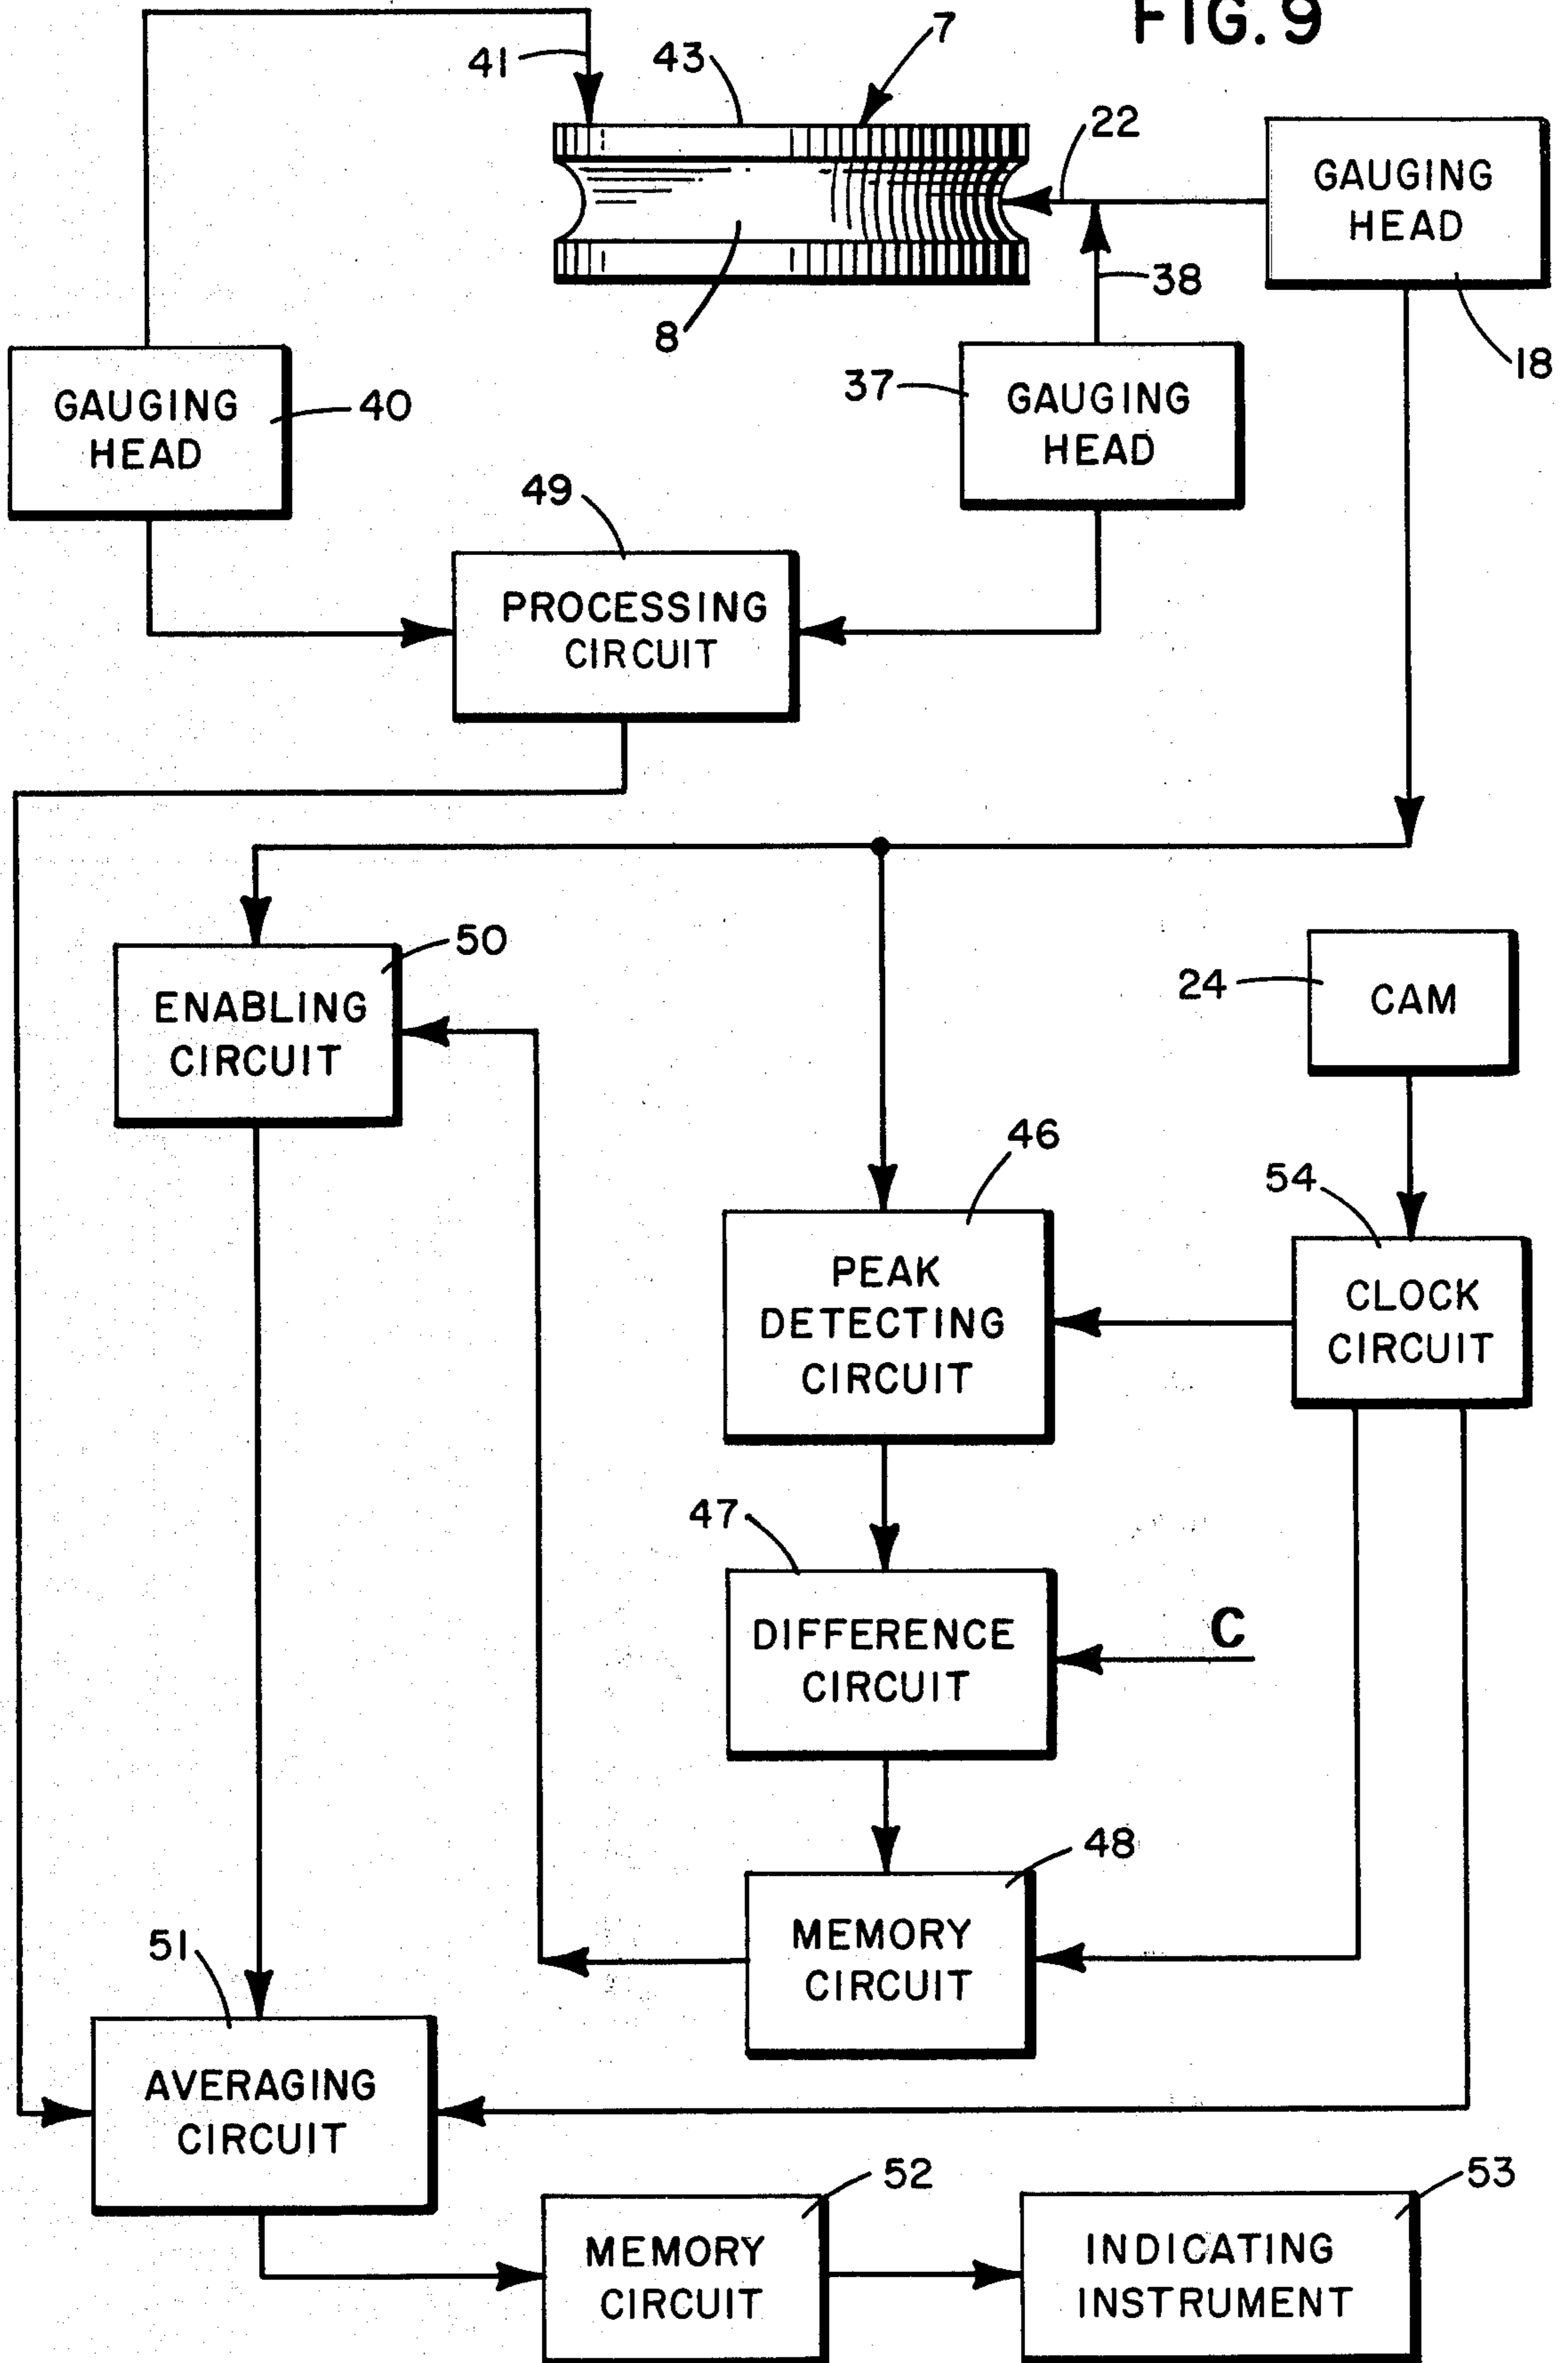 FIG. 9
7
41
43
22
GAUGING
HEAD
38
8
18
GAUGING
HEAD
40
37
GAUGING
HEAD
49
PROCESSING
CIRCUIT
50
ENABLING
CIRCUIT
24
CAM
46
54
PEAK
DETECTING
CIRCUIT
CLOCK
CIRCUIT
47
DIFFERENCE
CIRCUIT
C
48
MEMORY
CIRCUIT
51
AVERAGING
CIRCUIT
52
MEMORY
CIRCUIT
53
INDICATING
INSTRUMENT